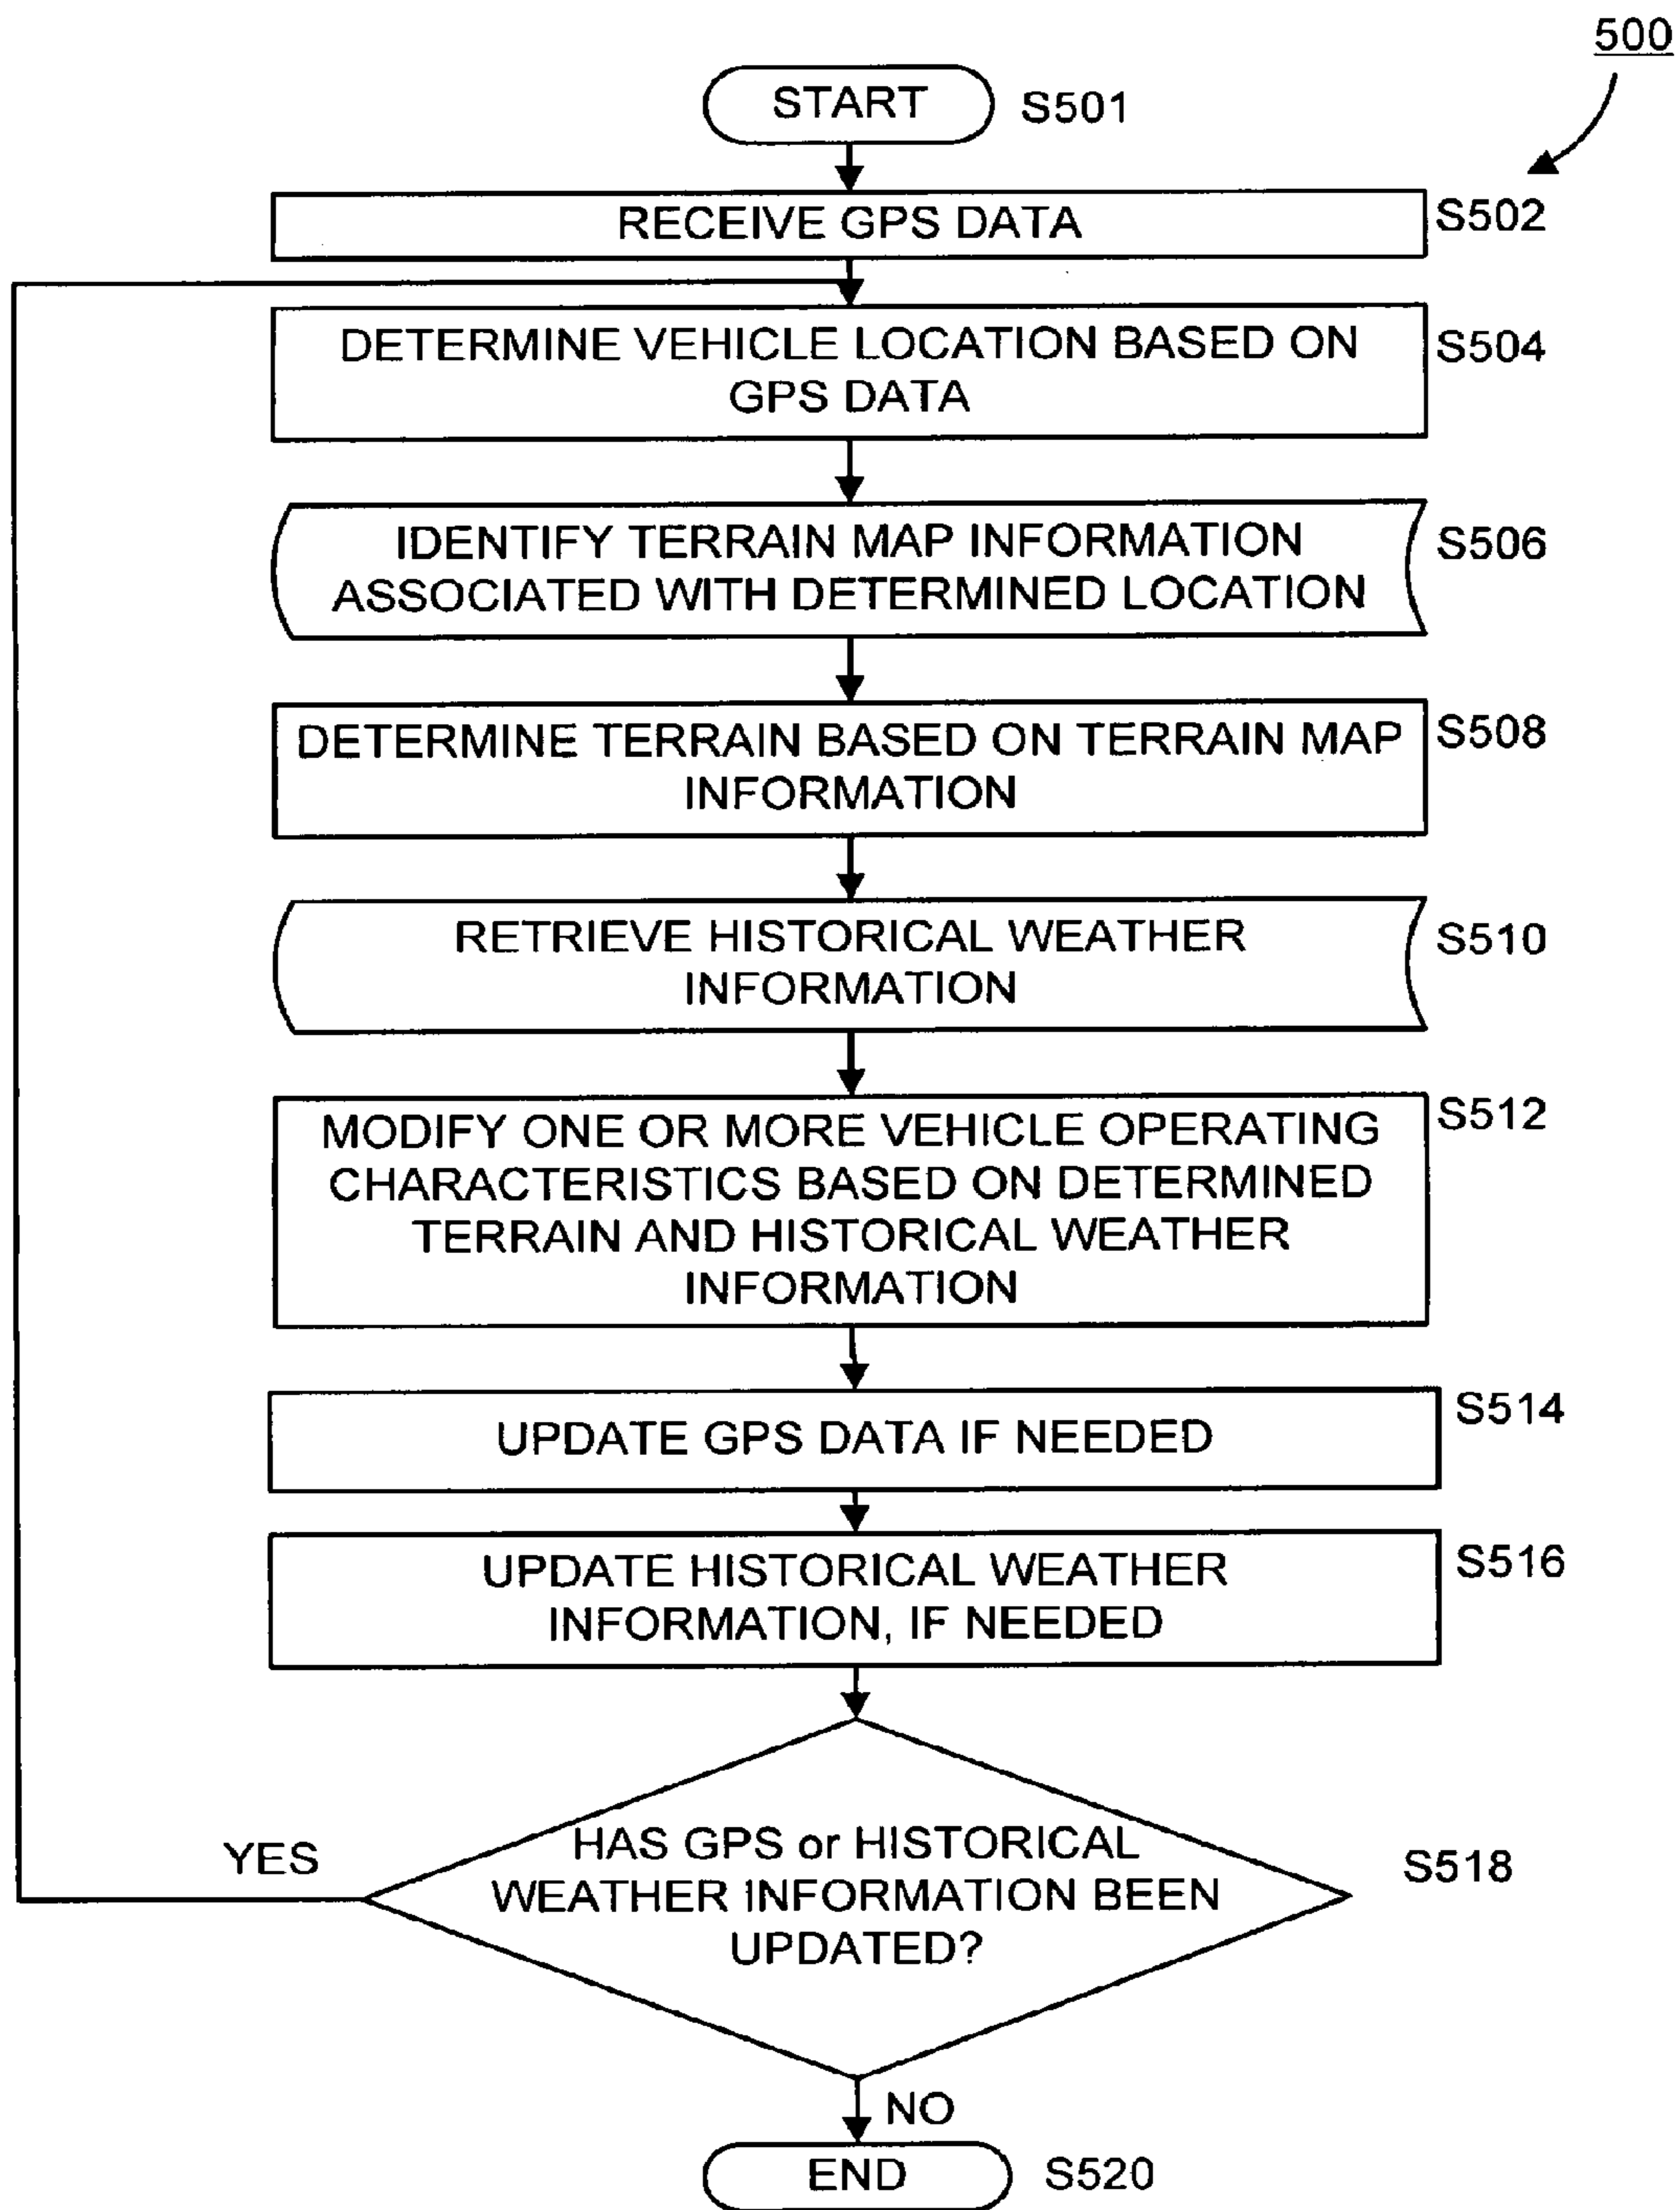 500
START
S501
RECEIVE GPS DATA
S502
DETERMINE VEHICLE LOCATION BASED ON
GPS DATA
S504
IDENTIFY TERRAIN MAP INFORMATION
ASSOCIATED WITH DETERMINED LOCATION
S506
DETERMINE TERRAIN BASED ON TERRAIN MAP
INFORMATION
S508
RETRIEVE HISTORICAL WEATHER
INFORMATION
S510
MODIFY ONE OR MORE VEHICLE OPERATING
CHARACTERISTICS BASED ON DETERMINED
TERRAIN AND HISTORICAL WEATHER
INFORMATION
S512
UPDATE GPS DATA IF NEEDED
S514
UPDATE HISTORICAL WEATHER
INFORMATION, IF NEEDED
S516
YES
HAS GPS or HISTORICAL
WEATHER INFORMATION BEEN
UPDATED?
S518
NO
END
S520